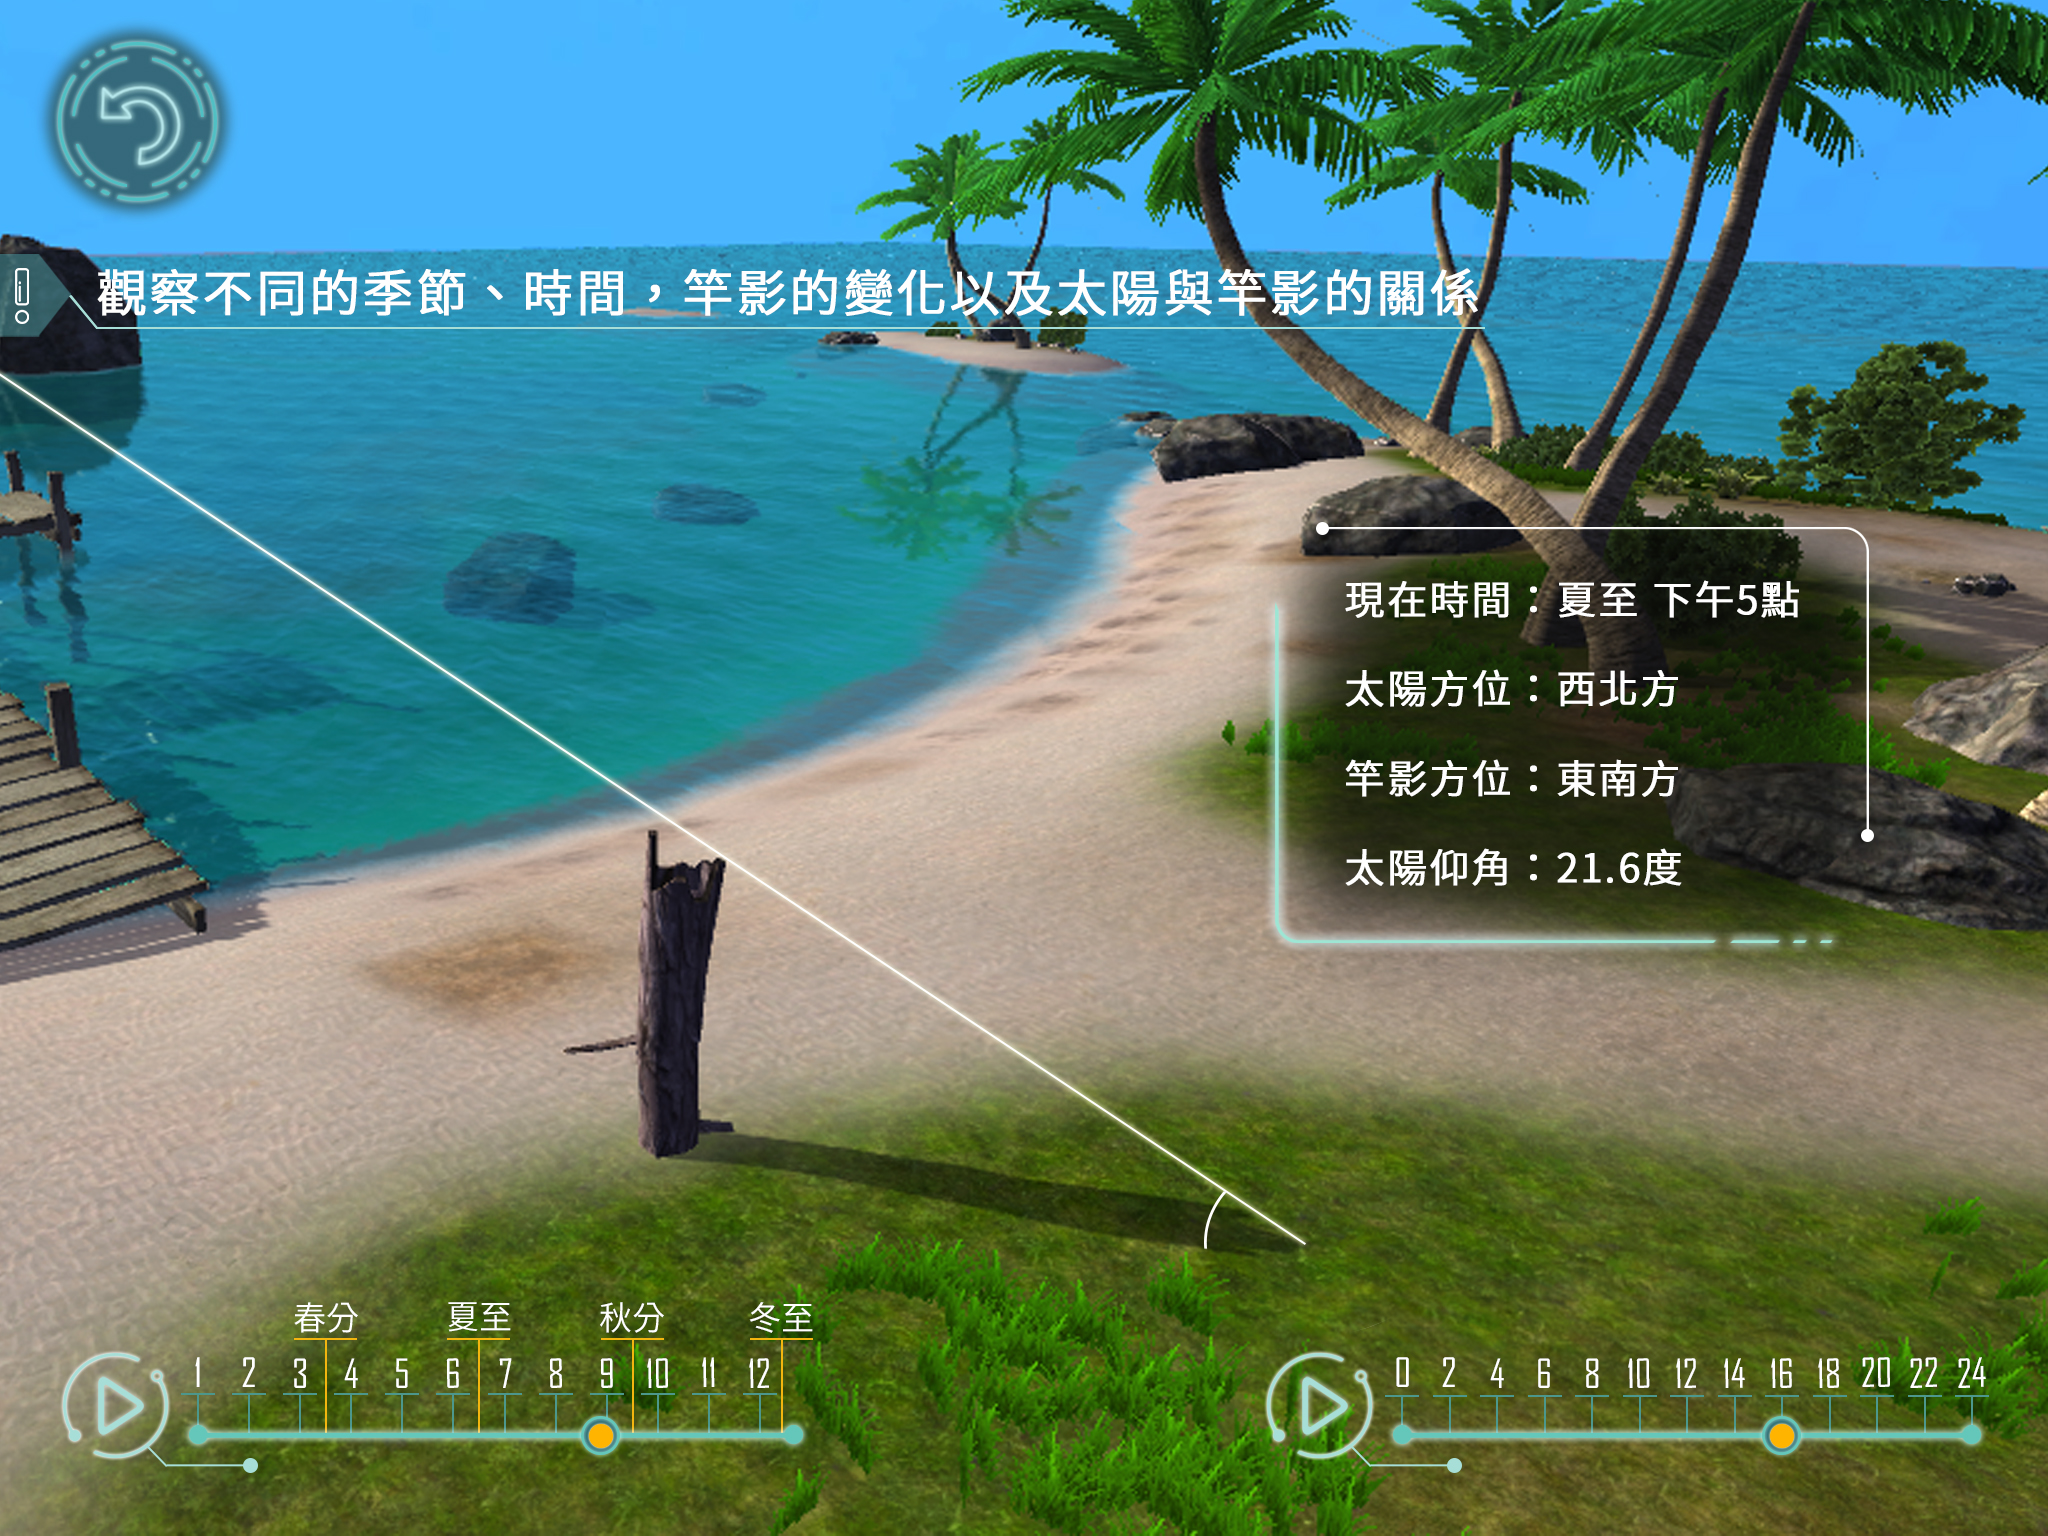 觀察不同的季節、時間，竿影的變化以及太陽與竿影的關係
現在時間：夏至 下午5點
太陽方位：西北方
竿影方位：東南方
太陽仰角：21.6度
春分 夏至 秋分 冬至
1 2 3 4 5 6 7 8 9 10 11 12
0 2 4 6 8 10 12 14 16 18 20 22 24